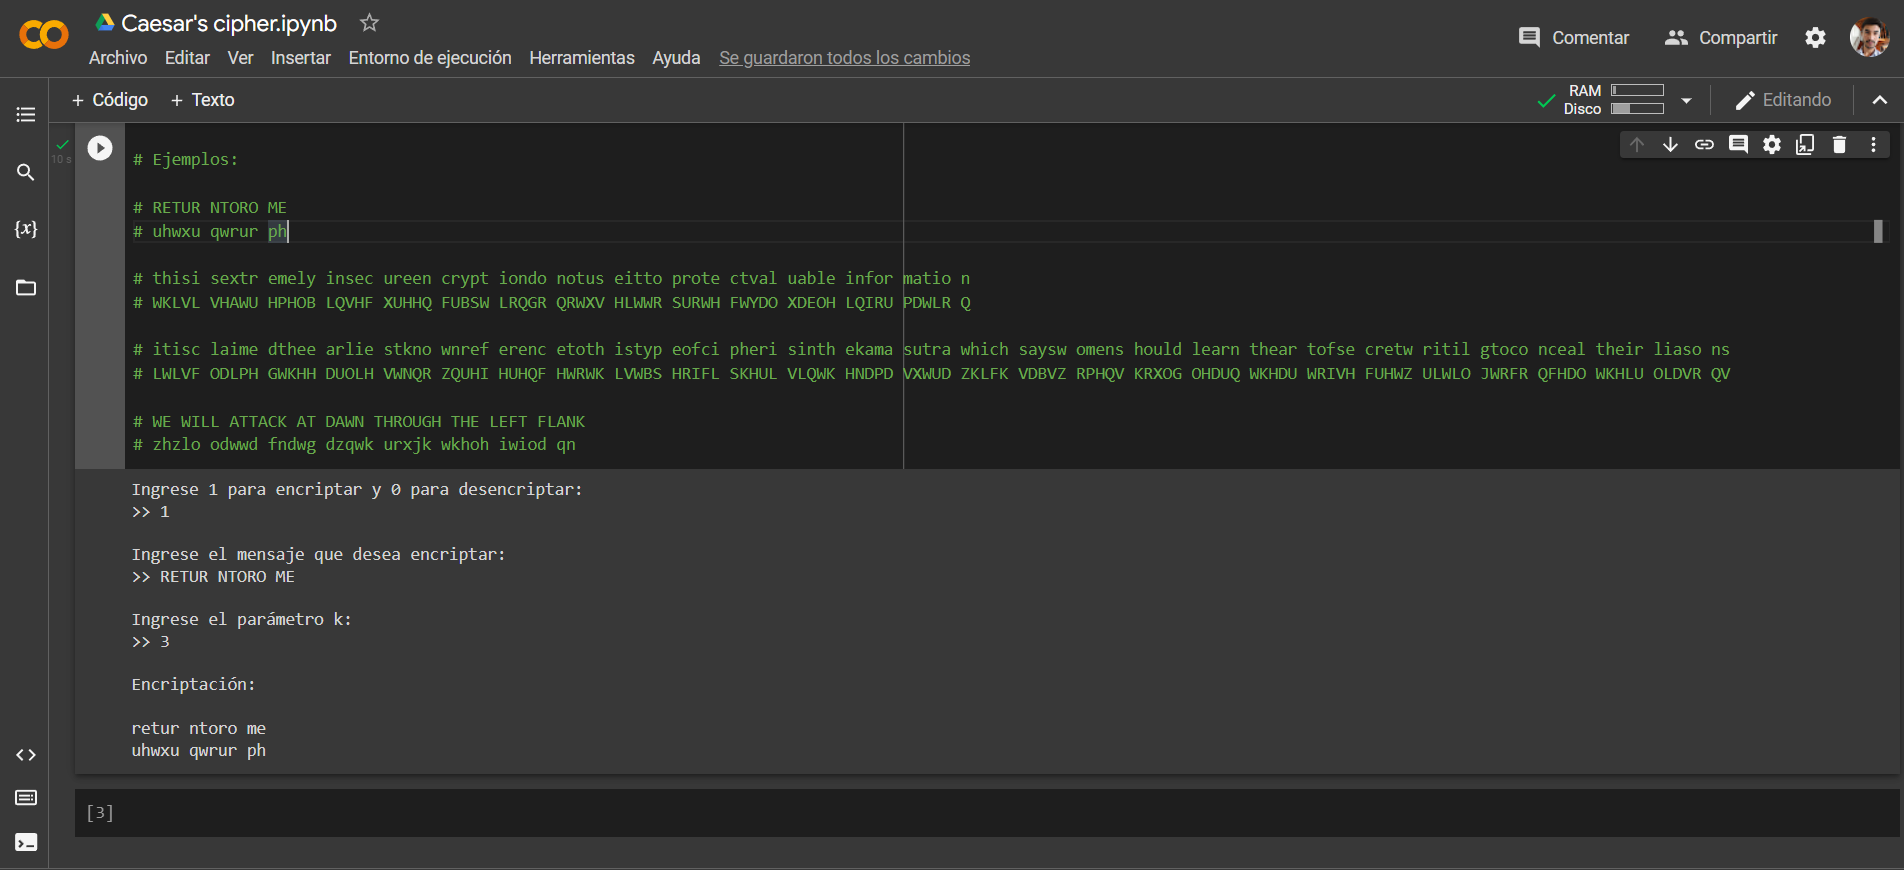 Caesar's cipher.ipynb
Archivo Editar Ver Insertar Entorno de ejecución Herramientas Ayuda Se guardaron todos los cambios
Comentar Compartir
+ Código + Texto
RAM
Disco
Editando
10 s
# Ejemplos:
# RETUR NTORO ME
# uhwxu qwrur ph
# thisi sextr emely insec ureen crypt iondo notus eitto prote ctval uable infor matio n
# WKLVL VHAWU HPHOB LQVHF XUHHQ FUBSW LRQGR QRWXV HLWWR SURWH FWYDO XDEOH LQIRU PDWLR Q
# itisc laime dthee arlie stkno wnref erenc etoth istyp eofci pheri sinth ekama sutra which saysw omens hould learn thear tofse cretw ritil gtoco nceal their liaso ns
# LWLVF ODLPH GWKHH DUOLH VWNQR ZQUHI HUHQF HWRWK LVWBS HRIFL SKHUL VLQWK HNDPD VXWUD ZKLFK VDBVZ RPHQV KRXOG OHDUQ WKHDU WRIVH FUHWZ ULWLO JWRFR QFHDO WKHLU OLDVR QV
# WE WILL ATTACK AT DAWN THROUGH THE LEFT FLANK
# zhzlo odwwd fndwg dzqwk urxjk wkhoh iwiod qn
Ingrese 1 para encriptar y 0 para desencriptar:
>> 1
Ingrese el mensaje que desea encriptar:
>> RETUR NTORO ME
Ingrese el parámetro k:
>> 3
Encriptación:
retur ntoro me
uhwxu qwrur ph
[3]